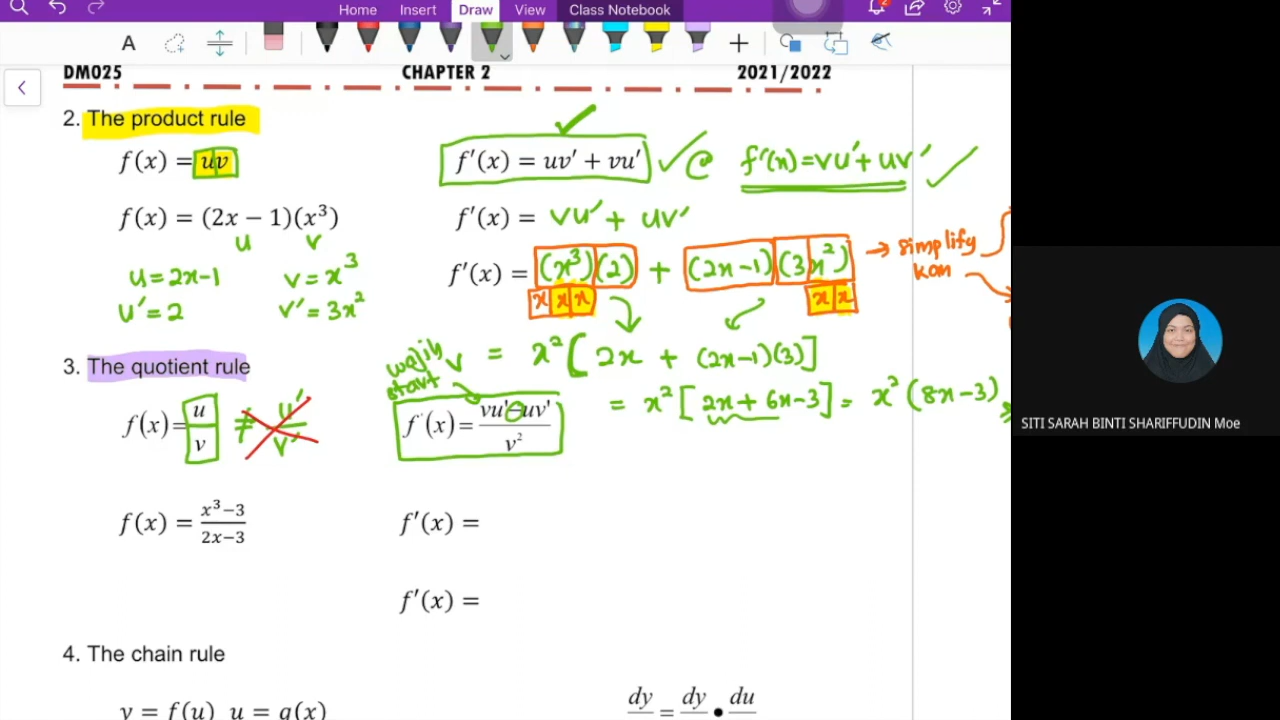 Home Insert Draw View Class Notebook
2
A
DM025 CHAPTER 2 2021/2022
2. The product rule
f(x) = uv f'(x) = uv' + vu' @ f'(x) = vu' + uv'
f(x) = (2x − 1)(x³) f'(x) = vu' + uv'
u v
u = 2x-1 v = x³
f'(x) = (x³)(2) + (2x-1)(3x²) → simplify kan
u' = 2 v' = 3x²
x x x x x
= x² [ 2x + (2x-1)(3) ]
3. The quotient rule
wajib start v
= x² [ 2x + 6x - 3 ] = x² (8x - 3)
f(x) = u/v ≠ u'/v' f'(x) = (vu' − uv')/v²
SITI SARAH BINTI SHARIFFUDIN Moe
f(x) = (x³−3)/(2x−3) f'(x) =
f'(x) =
4. The chain rule
y = f(u) u = g(x) dy = dy • du